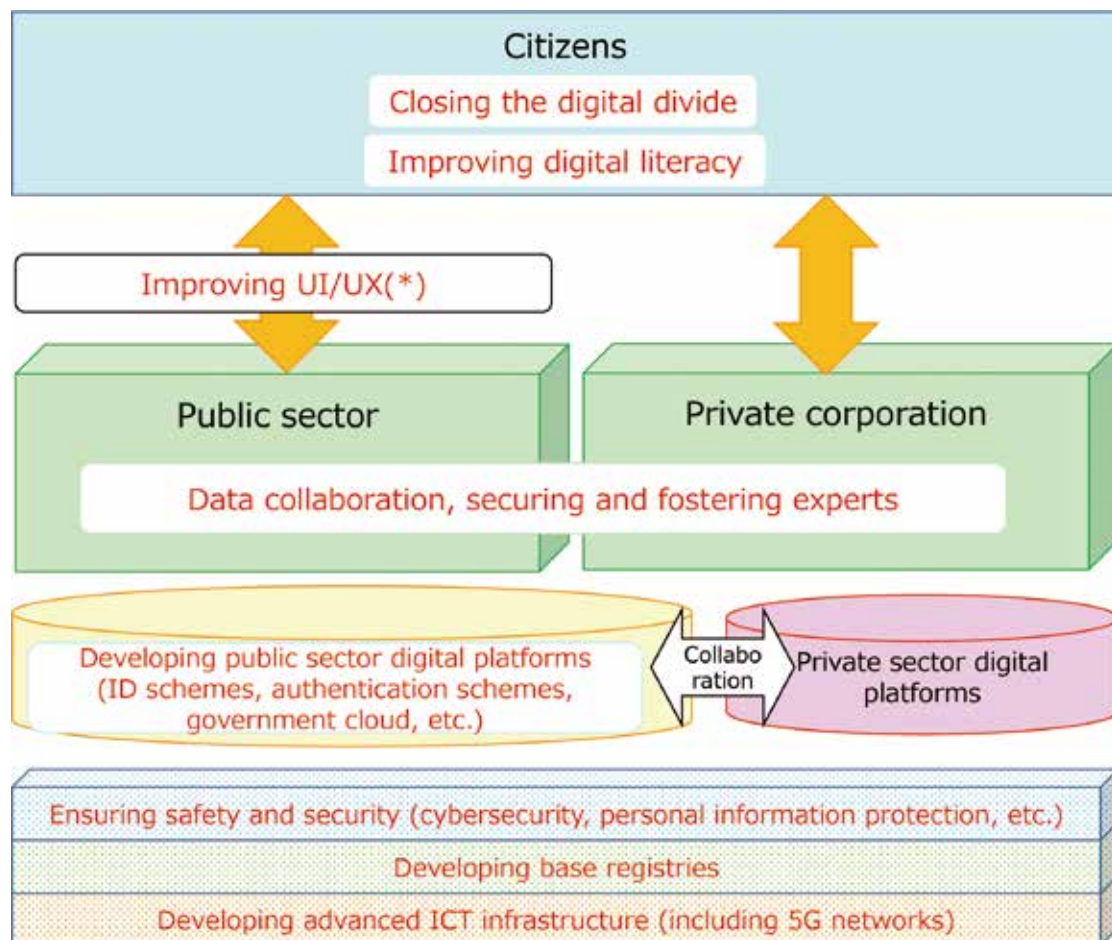 Citizens
Closing the digital divide
Improving digital literacy
Improving UI/UX(*)
Public sector
Private corporation
Data collaboration, securing and fostering experts
Developing public sector digital platforms
(ID schemes, authentication schemes,
government cloud, etc.)
Collabo
ration
Private sector digital
platforms
Ensuring safety and security (cybersecurity, personal information protection, etc.)
Developing base registries
Developing advanced ICT infrastructure (including 5G networks)